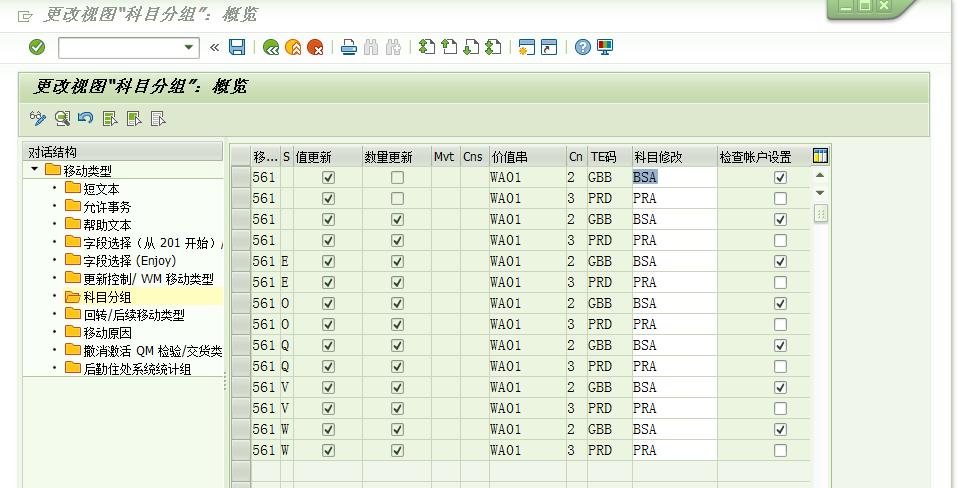 更改视图“科目分组”：概览
更改视图“科目分组”：概览
对话结构
移动类型
短文本
允许事务
帮助文本
字段选择（从 201 开始）/
字段选择 (Enjoy)
更新控制/ WM 移动类型
科目分组
回转/后续移动类型
移动原因
撤消激活 QM 检验/交货类
后勤住处系统统计组
移... S 值更新 数量更新 Mvt Cns 价值串 Cn TE码 科目修改 检查帐户设置
561 WA01 2 GBB BSA
561 WA01 3 PRD PRA
561 WA01 2 GBB BSA
561 WA01 3 PRD PRA
561 E WA01 2 GBB BSA
561 E WA01 3 PRD PRA
561 O WA01 2 GBB BSA
561 O WA01 3 PRD PRA
561 Q WA01 2 GBB BSA
561 Q WA01 3 PRD PRA
561 V WA01 2 GBB BSA
561 V WA01 3 PRD PRA
561 W WA01 2 GBB BSA
561 W WA01 3 PRD PRA